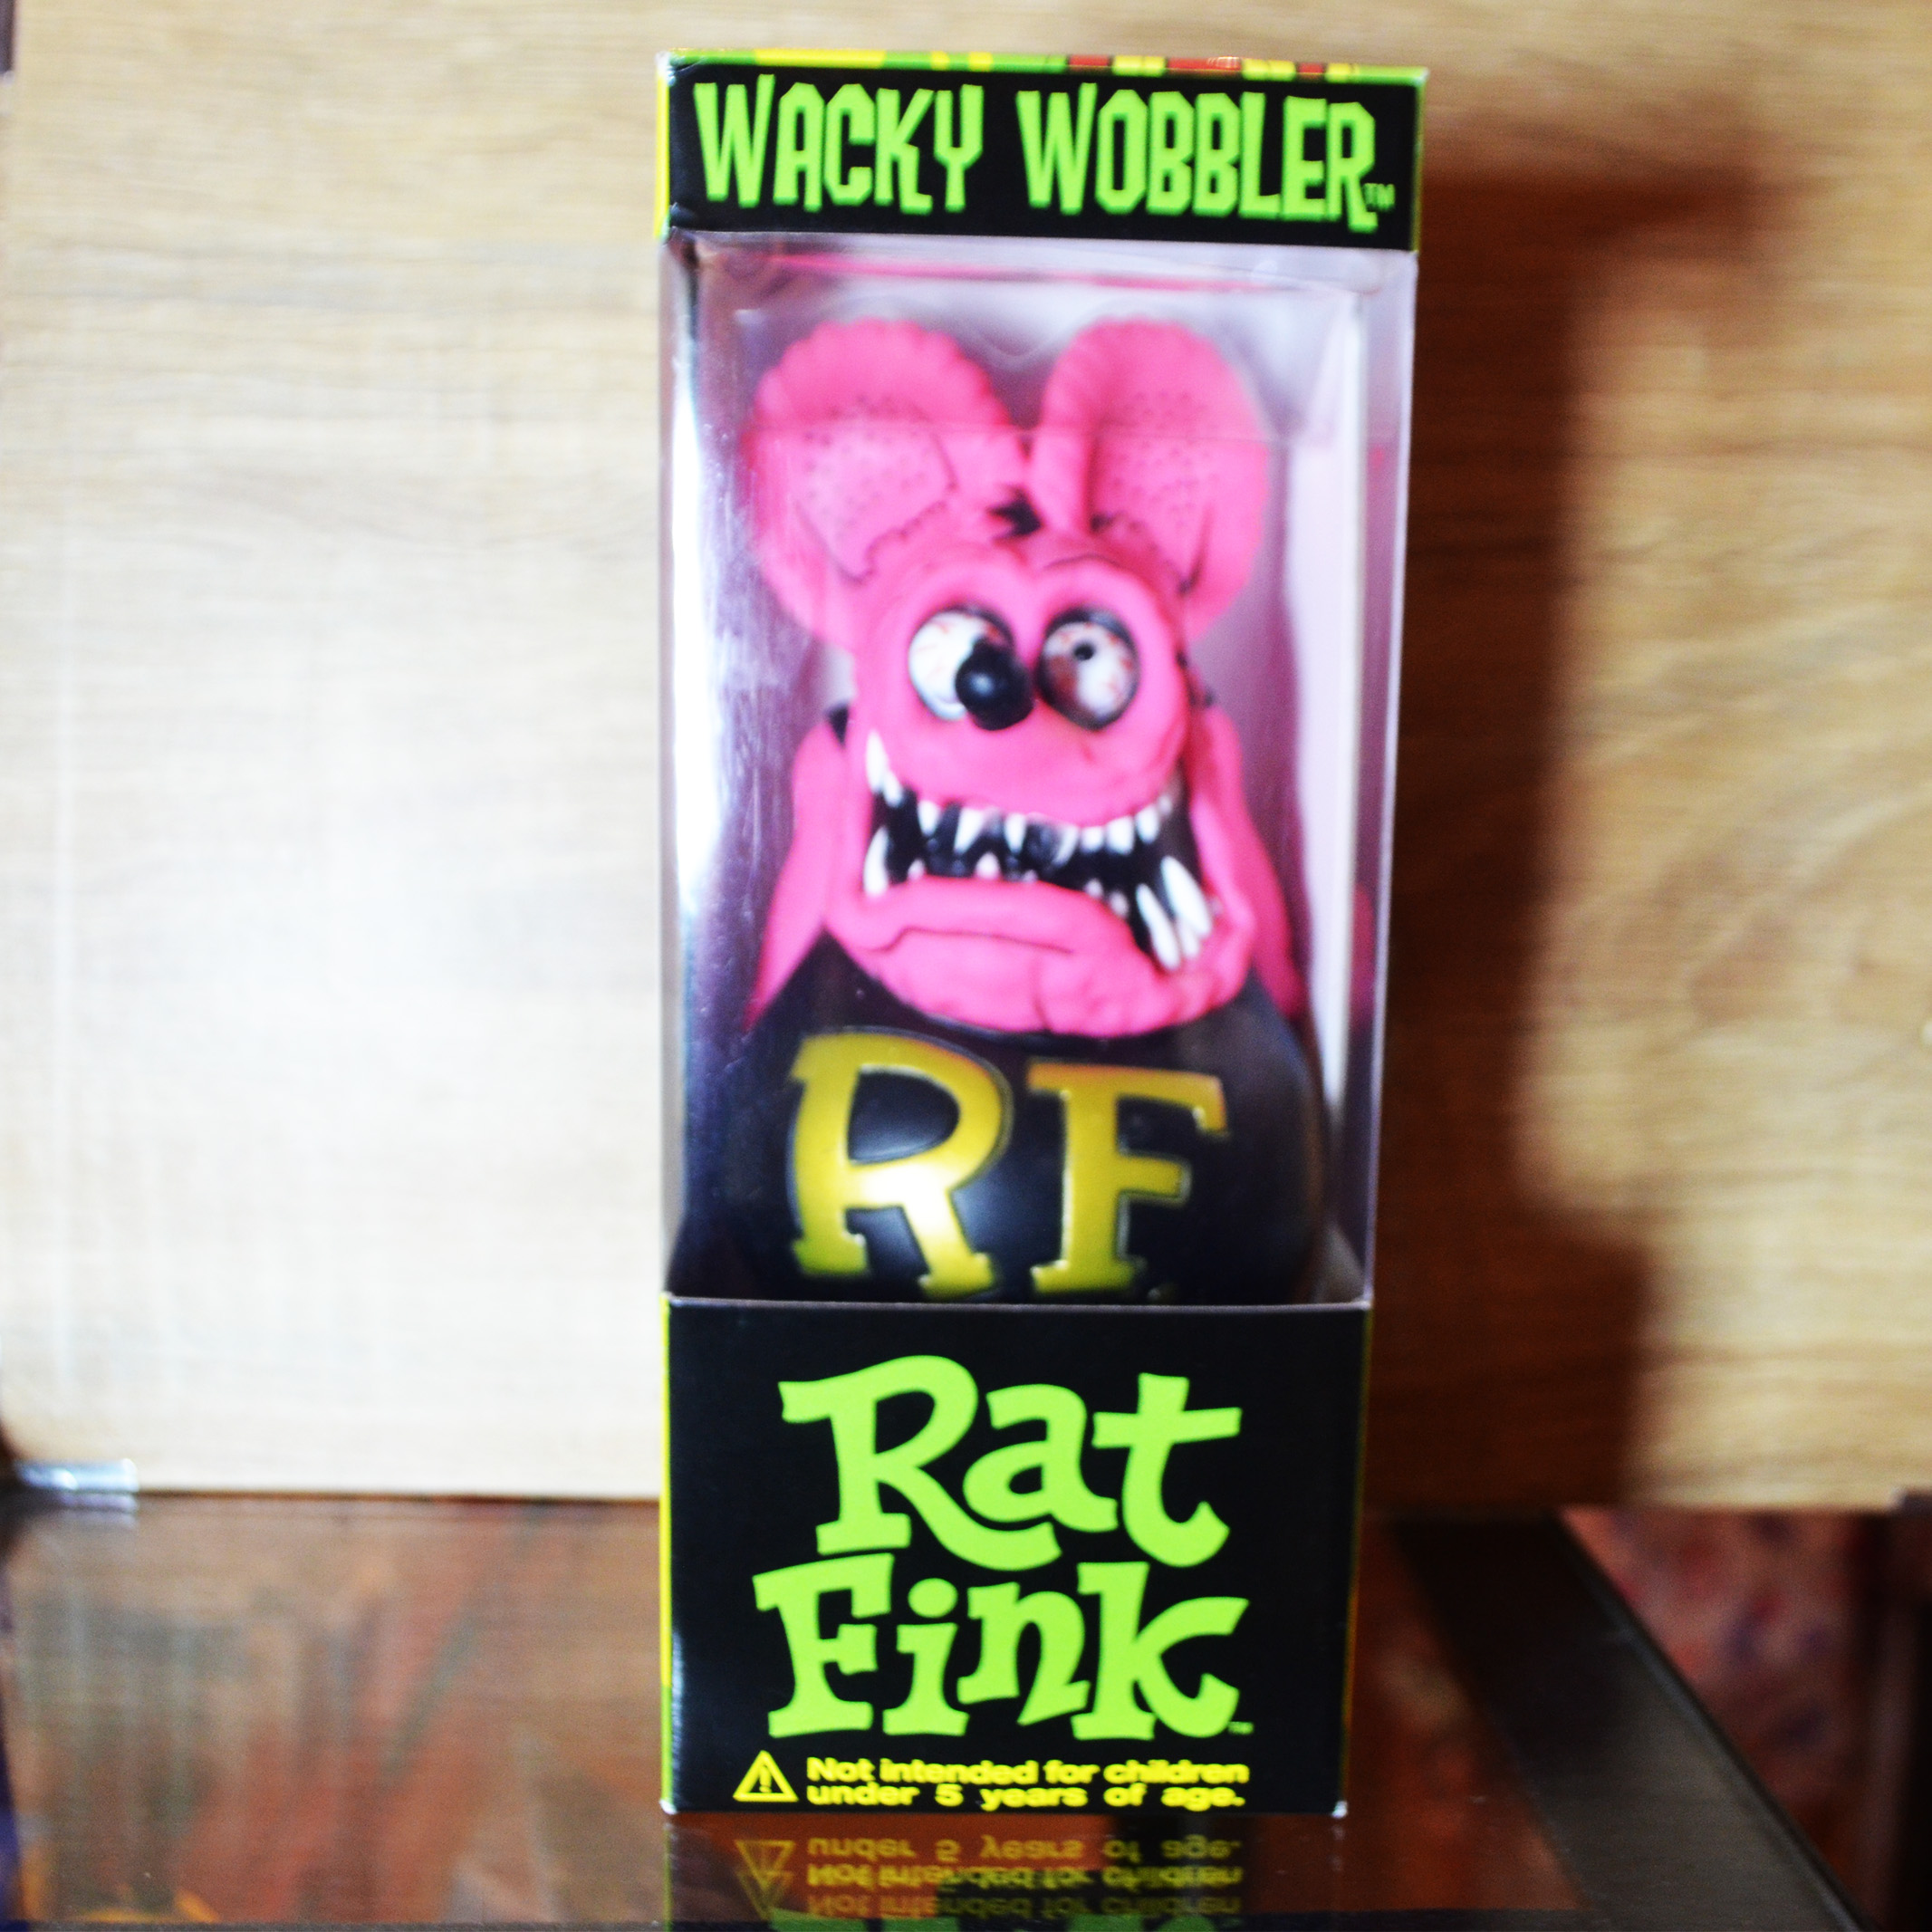 WACKY WOBBLER™
RF
Rat
Fink™
Not intended for children
under 5 years of age.